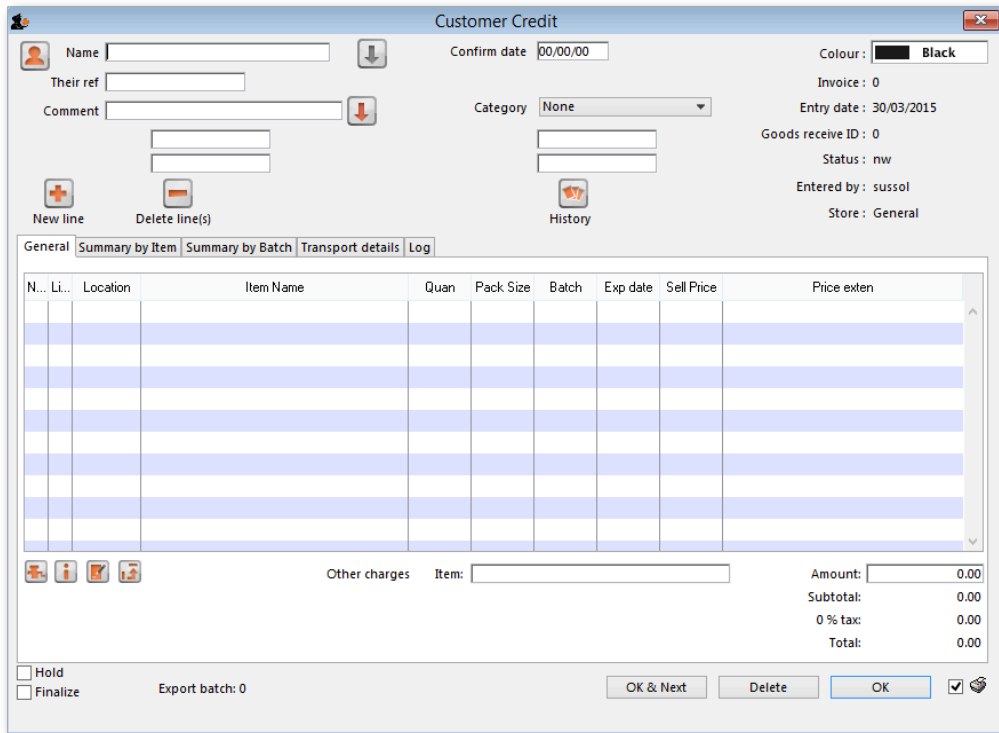 Customer Credit
Name
Confirm date 00/00/00
Colour : Black
Their ref
Invoice : 0
Comment
Category None
Entry date : 30/03/2015
Goods receive ID : 0
Status : nw
Entered by : sussol
Store : General
New line
Delete line(s)
History
General Summary by Item Summary by Batch Transport details Log
N... Li... Location Item Name Quan Pack Size Batch Exp date Sell Price Price exten
Other charges Item: Amount: 0.00
Subtotal: 0.00
0 % tax: 0.00
Total: 0.00
Hold
Finalize
Export batch: 0
OK & Next Delete OK